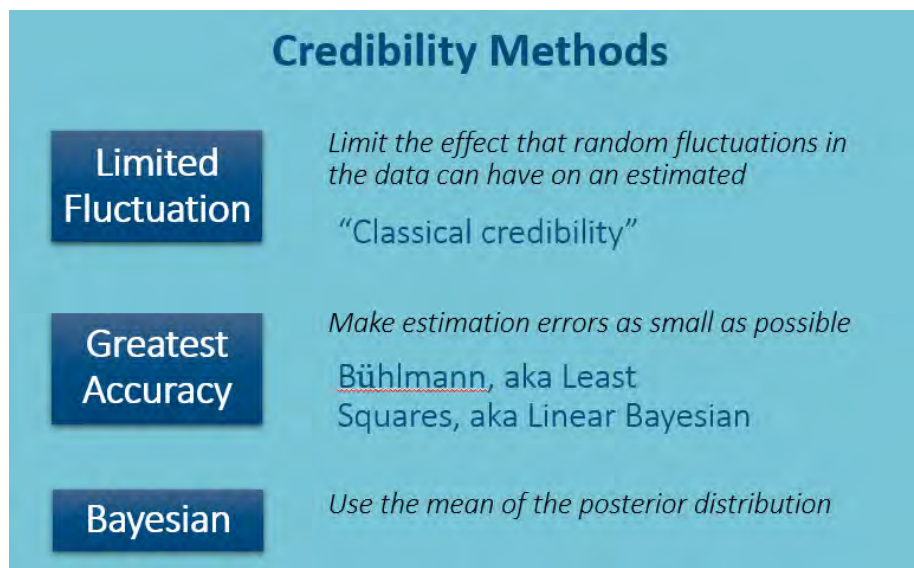 Credibility Methods
Limited
Fluctuation
Limit the effect that random fluctuations in
the data can have on an estimated
“Classical credibility”
Greatest
Accuracy
Make estimation errors as small as possible
Bühlmann, aka Least
Squares, aka Linear Bayesian
Bayesian
Use the mean of the posterior distribution